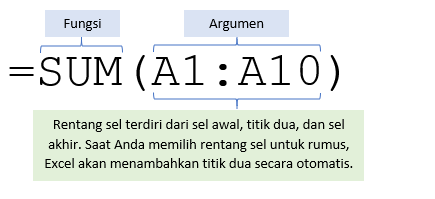 Fungsi Argumen
=SUM(A1:A10)
Rentang sel terdiri dari sel awal, titik dua, dan sel
akhir. Saat Anda memilih rentang sel untuk rumus,
Excel akan menambahkan titik dua secara otomatis.